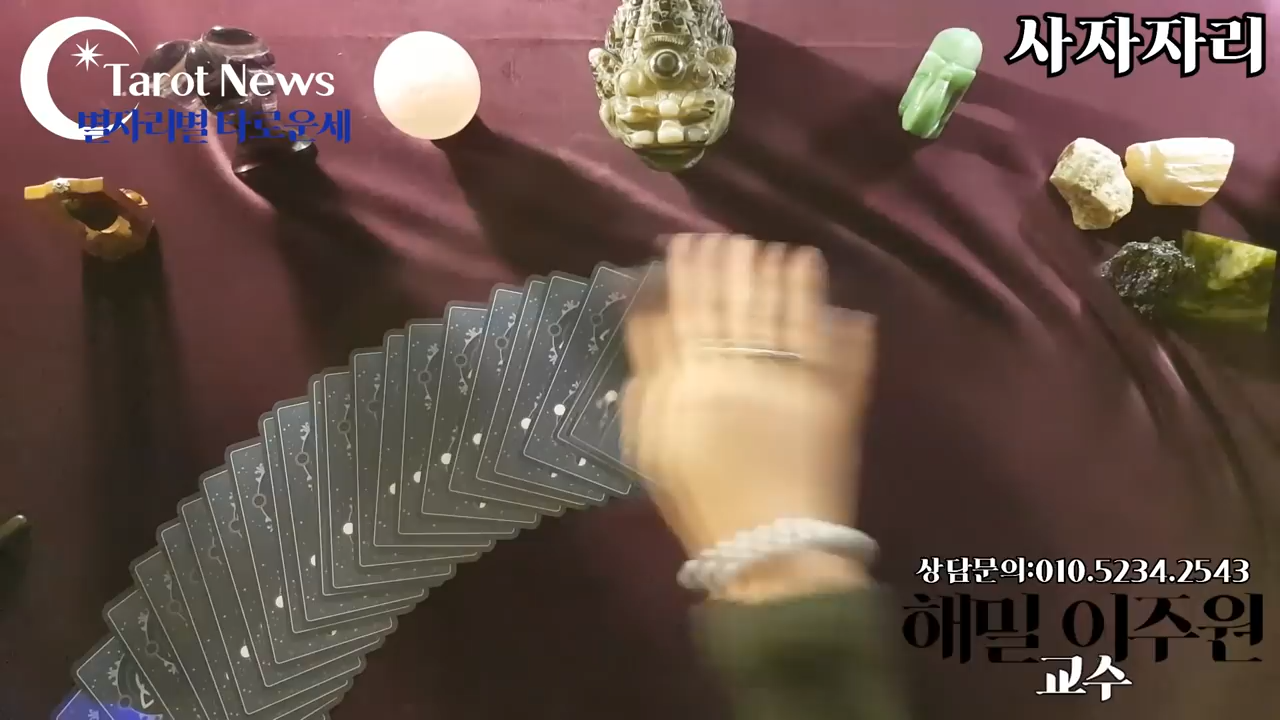 Tarot News
별자리별 타로운세
사자자리
상담문의:010.5234.2543
해밀 이주원
교수